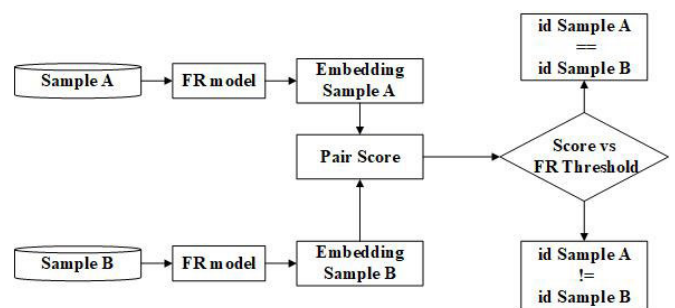 id Sample A
==
id Sample B
Sample A
FR model
Embedding
Sample A
Pair Score
Score vs
FR Threshold
Sample B
FR model
Embedding
Sample B
id Sample A
!=
id Sample B